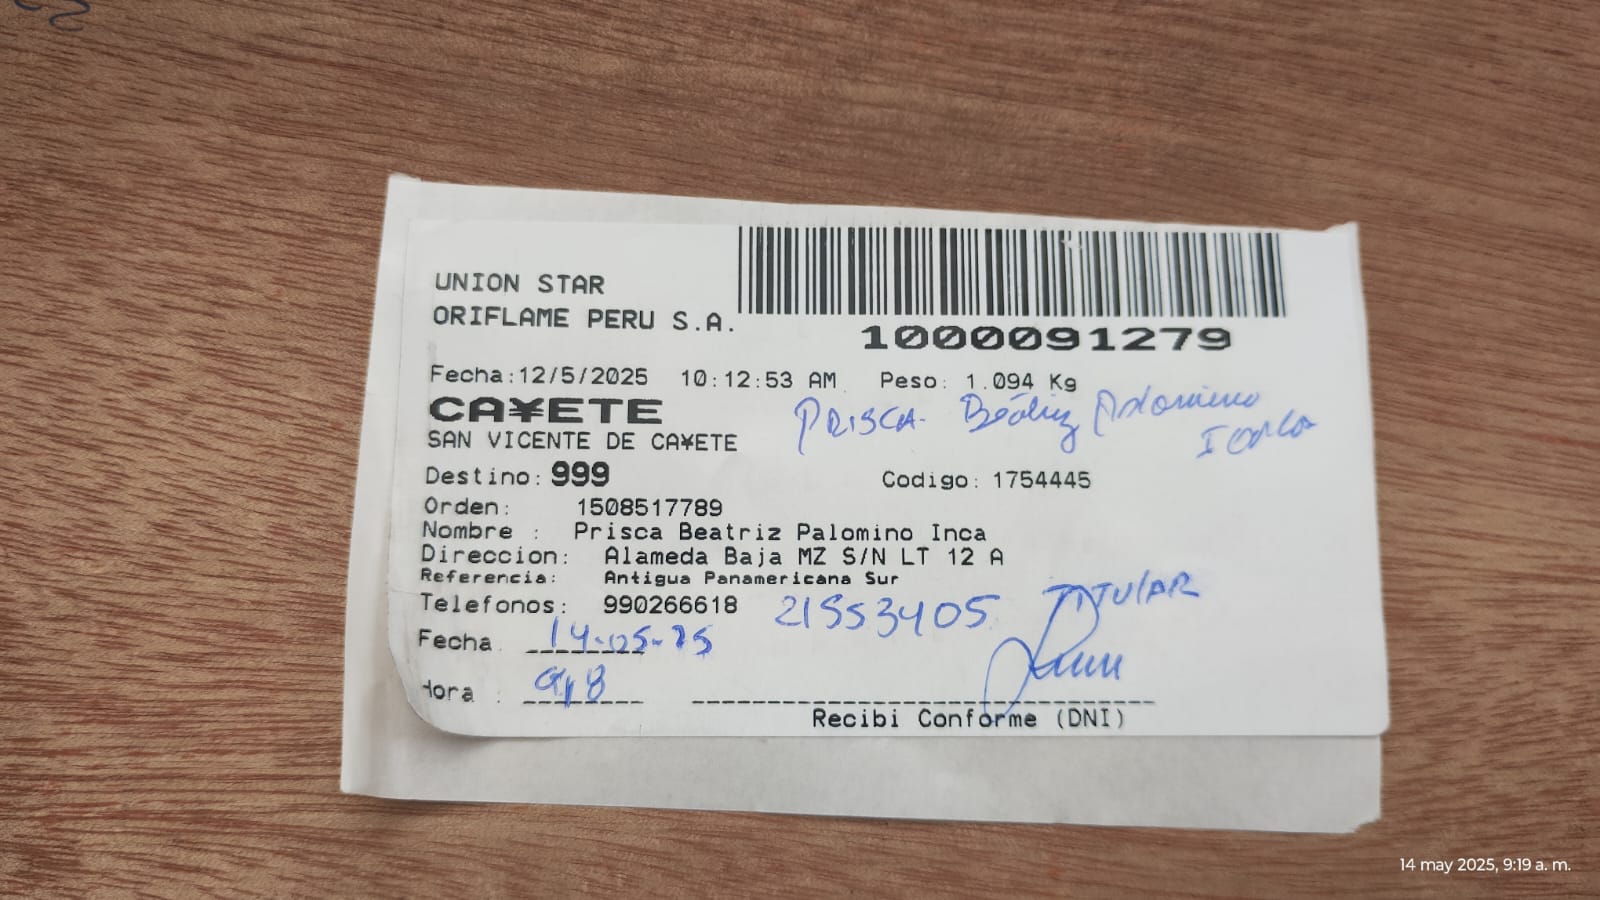 UNION STAR
ORIFLAME PERU S.A.
1000091279
Fecha:12/5/2025 10:12:53 AM Peso: 1.094 Kg
CA¥ETE
PRISCA Beatriz Palomino
SAN VICENTE DE CA¥ETE
Destino: 999 Codigo: 1754445
Orden: 1508517789
Nombre : Prisca Beatriz Palomino Inca
Direccion: Alameda Baja MZ S/N LT 12 A
Referencia: Antigua Panamericana Sur
Telefonos: 990266618 21553405 TITULAR
Fecha 14-05-25
Hora :
Recibi Conforme (DNI)
14 may 2025, 9:19 a. m.